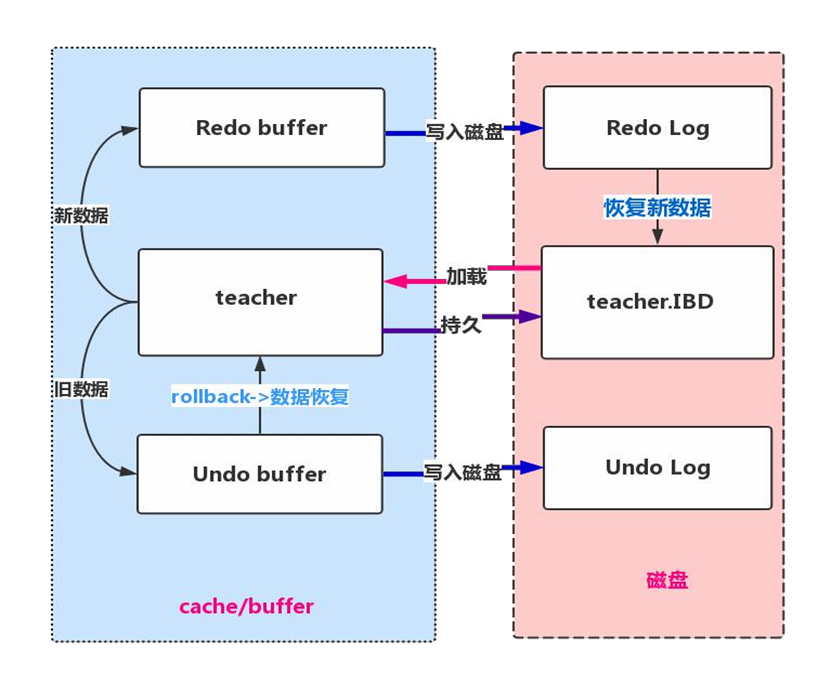 Redo buffer
写入磁盘
Redo Log
新数据
恢复新数据
teacher
加载
持久
teacher.IBD
旧数据
rollback->数据恢复
Undo buffer
写入磁盘
Undo Log
cache/buffer
磁盘